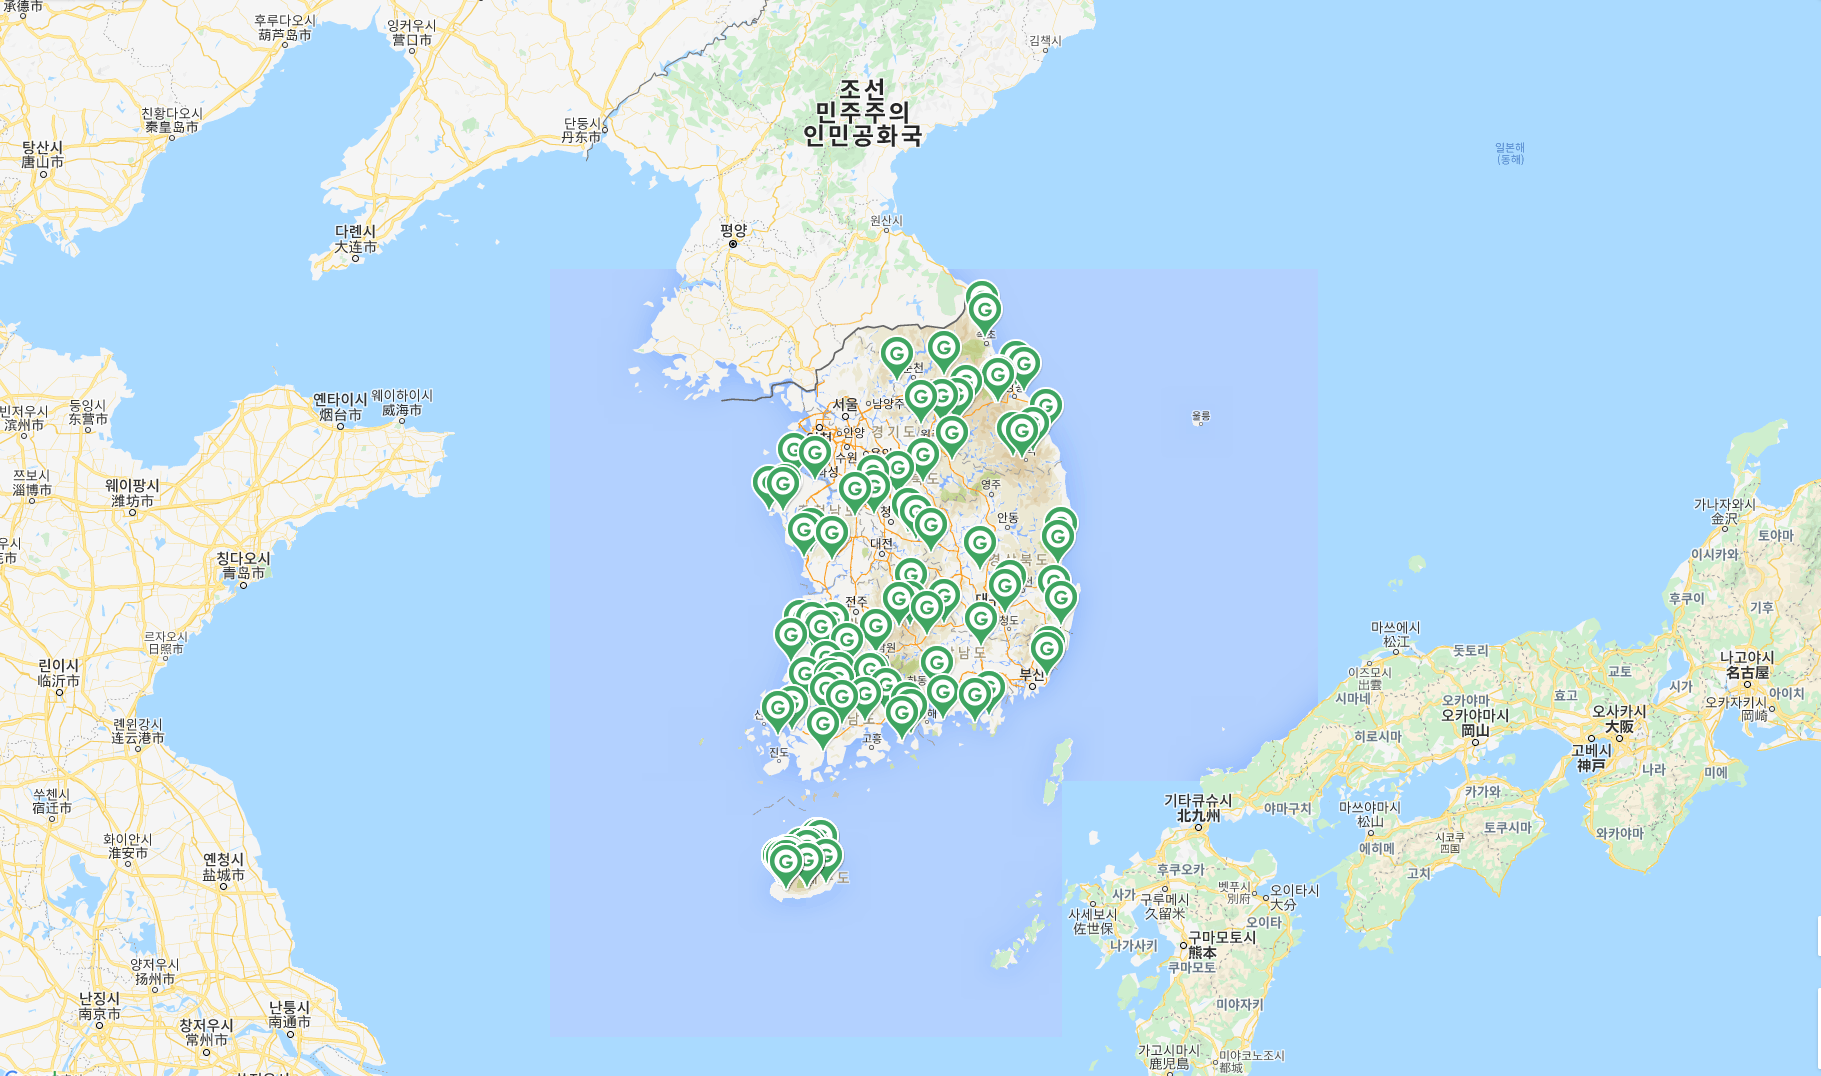 承德市
후루다오시
葫芦岛市
잉커우시
营口市
김책시
조선
민주주의
인민공화국
친황다오시
秦皇岛市
단둥시
丹东市
탕산시
唐山市
일본해
(동해)
다롄시
大连市
평양
원산시
옌타이시
烟台市
웨이하이시
威海市
빈저우시
滨州市
둥잉시
东营市
서울
남양주
안양
경기도
수원
울릉
쯔보시
淄博市
웨이팡시
潍坊市
영주
안동
가나자와시
金沢
도야마
이시카와
칭다오시
青岛市
대전
경상북도
후쿠이
기후
전주
청도
르자오시
日照市
린이시
临沂市
마쓰에시
松江
돗토리
교토
나고야시
名古屋
이즈모시
出雲
시마네
시가
효고
아이치
오카야마
오카야마시
岡山
오사카시
大阪
오카자키시
岡崎
부산
하동
롄윈강시
连云港市
진도
고흥
히로시마
고베시
神戸
나라
미에
쑤첸시
宿迁市
기타큐슈시
北九州
야마구치
마쓰야마시
松山
가가와
도쿠시마
와카야마
시코쿠
四国
에히메
고치
화이안시
淮安市
옌청시
盐城市
후쿠오카
사가
구루메시
久留米
벳푸시
別府
오이타시
大分
오이타
사세보시
佐世保
나가사키
구마모토시
熊本
쿠마모토
양저우시
扬州市
난징시
南京市
창저우시
常州市
난퉁시
南通市
미야자키
가고시마시
鹿児島
미야코노조시
都城